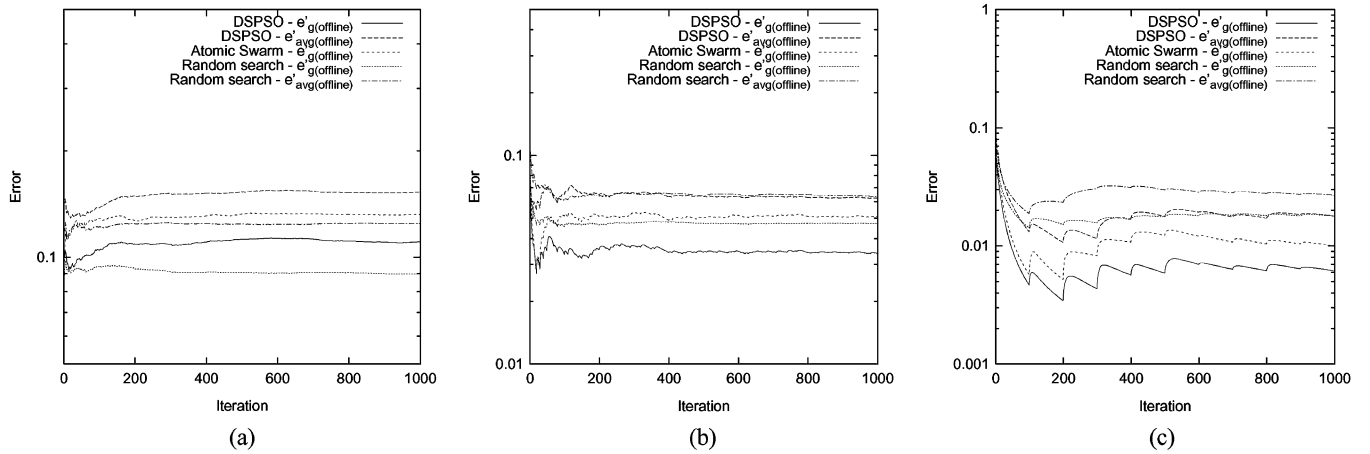 DSPSO - e'g(offline)
DSPSO - e'avg(offline)
Atomic Swarm - e'g(offline)
Random search - e'g(offline)
Random search - e'avg(offline)
Error
0.1
0 200 400 600 800 1000
Iteration
(a)
DSPSO - e'g(offline)
DSPSO - e'avg(offline)
Atomic Swarm - e'g(offline)
Random search - e'g(offline)
Random search - e'avg(offline)
Error
0.1
0.01
0 200 400 600 800 1000
Iteration
(b)
1
DSPSO - e'g(offline)
DSPSO - e'avg(offline)
Atomic Swarm - e'g(offline)
Random search - e'g(offline)
Random search - e'avg(offline)
0.1
Error
0.01
0.001
0 200 400 600 800 1000
Iteration
(c)